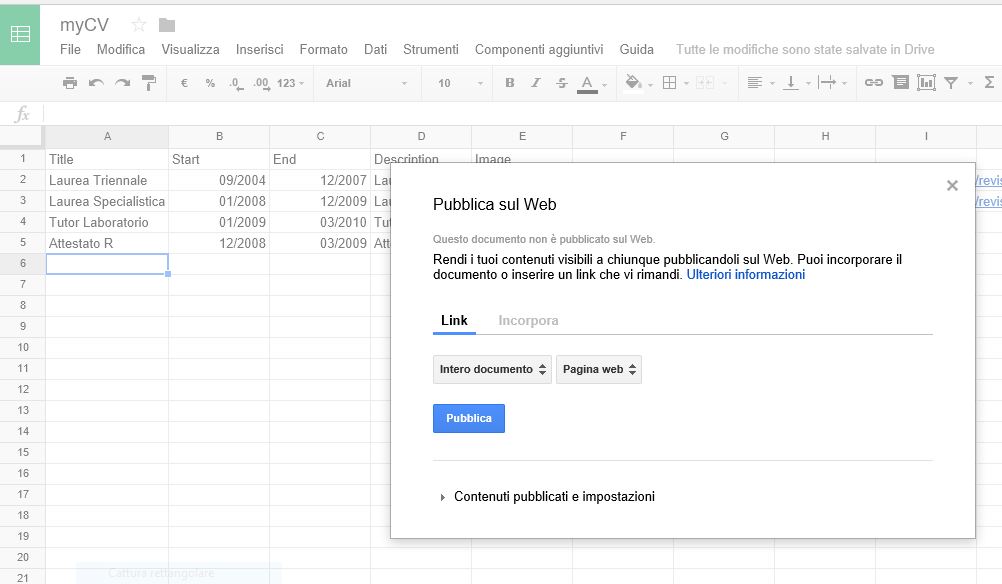 myCV
File Modifica Visualizza Inserisci Formato Dati Strumenti Componenti aggiuntivi Guida Tutte le modifiche sono state salvate in Drive
€ % .0 .00 123 Arial 10 B I S A Σ
fx
A B C D E F G H I
1 Title Start End Description Image
2 Laurea Triennale 09/2004 12/2007 Lau /revis
3 Laurea Specialistica 01/2008 12/2009 Lau /revis
4 Tutor Laboratorio 01/2009 03/2010 Tut
5 Attestato R 12/2008 03/2009 Att
6
7
8
9
10
11
12
13
14
15
16
17
18
19
20
21
Pubblica sul Web
Questo documento non è pubblicato sul Web.
Rendi i tuoi contenuti visibili a chiunque pubblicandoli sul Web. Puoi incorporare il
documento o inserire un link che vi rimandi. Ulteriori informazioni
Link Incorpora
Intero documento Pagina web
Pubblica
Contenuti pubblicati e impostazioni
Cattura rettangolare